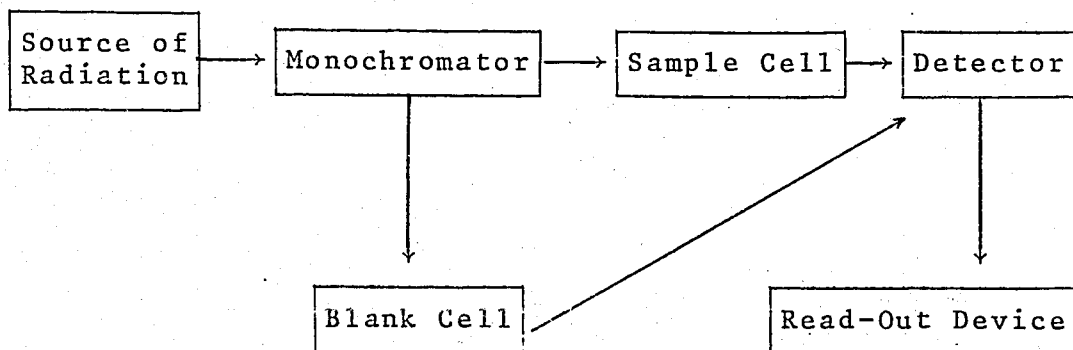 Source of
Radiation
Monochromator
Sample Cell
Detector
Blank Cell
Read-Out Device